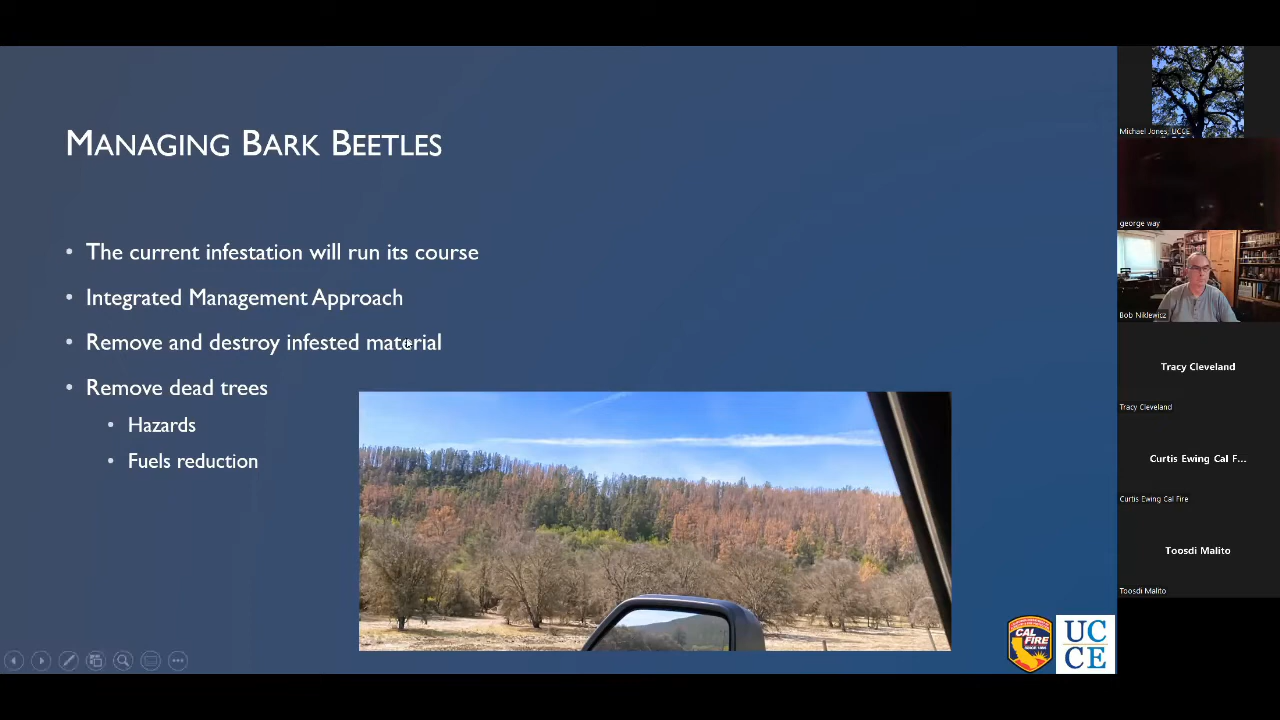 MANAGING BARK BEETLES
• The current infestation will run its course
• Integrated Management Approach
• Remove and destroy infested material
• Remove dead trees
• Hazards
• Fuels reduction
CAL
FIRE
SINCE 1885
UC
CE
Michael Jones, UCCE
george way
Bob Niklewicz
Tracy Cleveland
Tracy Cleveland
Curtis Ewing Cal F...
Curtis Ewing Cal Fire
Toosdi Malito
Toosdi Malito